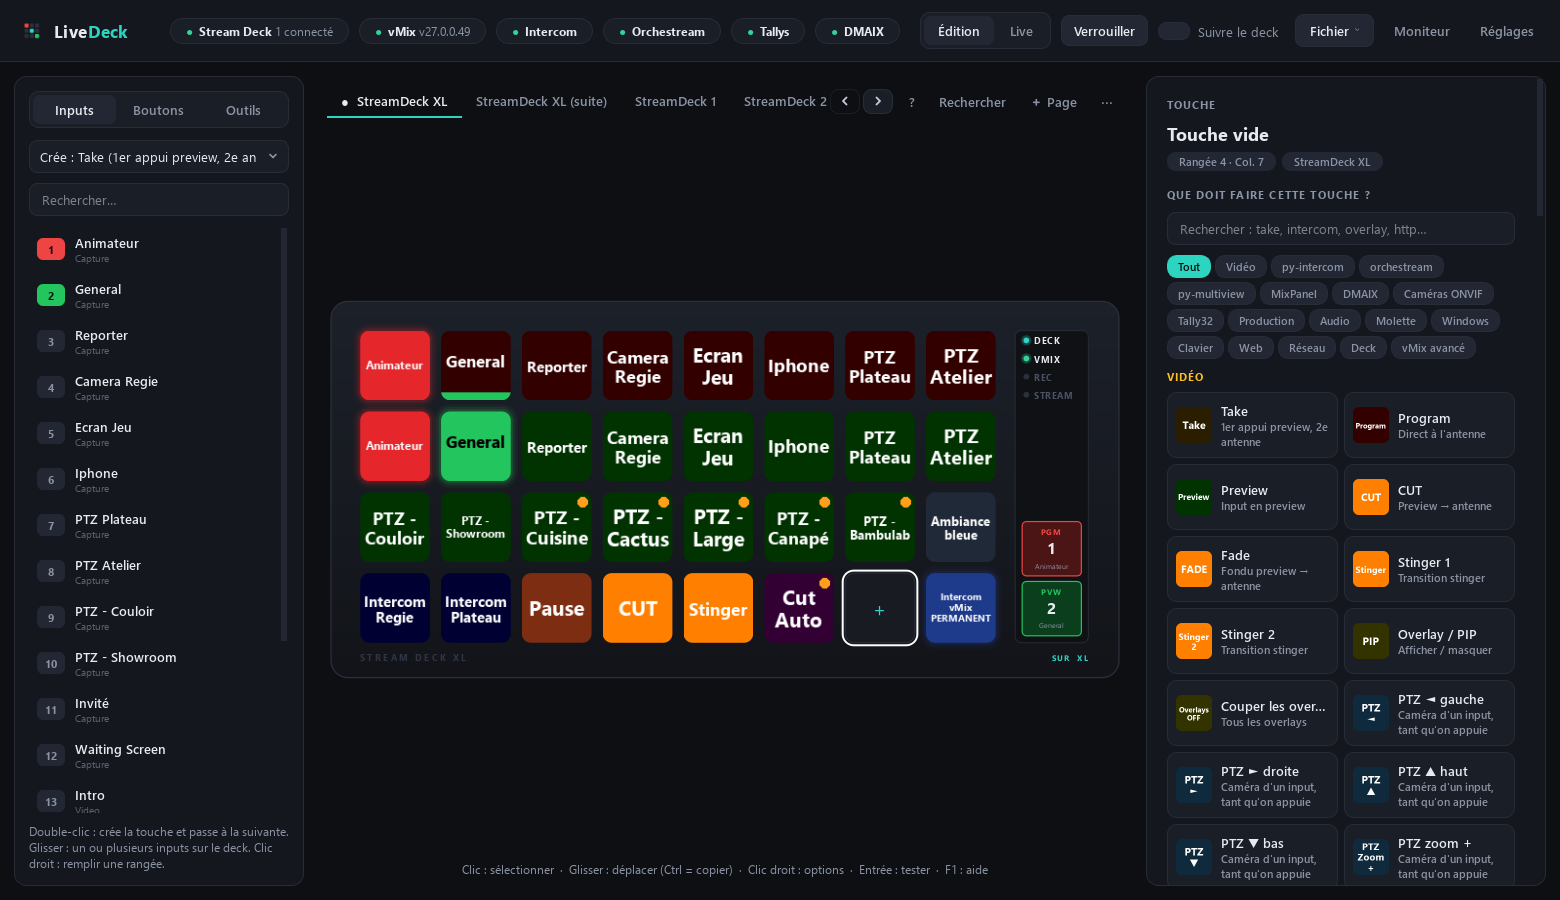 LiveDeck
Stream Deck 1 connecté
vMix v27.0.0.49
Intercom
Orchestream
Tallys
DMAIX
Édition
Live
Verrouiller
Suivre le deck
Fichier
Moniteur
Réglages
Inputs
Boutons
Outils
Crée : Take (1er appui preview, 2e an
Rechercher...
1 Animateur
Capture
2 General
Capture
3 Reporter
Capture
4 Camera Regie
Capture
5 Ecran Jeu
Capture
6 Iphone
Capture
7 PTZ Plateau
Capture
8 PTZ Atelier
Capture
9 PTZ - Couloir
Capture
10 PTZ - Showroom
Capture
11 Invité
Capture
12 Waiting Screen
Capture
13 Intro
Video
Double-clic : crée la touche et passe à la suivante.
Glisser : un ou plusieurs inputs sur le deck. Clic
droit : remplir une rangée.
● StreamDeck XL
StreamDeck XL (suite)
StreamDeck 1
StreamDeck 2
?
Rechercher
+ Page
...
Animateur
General
Reporter
Camera
Regie
Ecran
Jeu
Iphone
PTZ
Plateau
PTZ
Atelier
Animateur
General
Reporter
Camera
Regie
Ecran
Jeu
Iphone
PTZ
Plateau
PTZ
Atelier
PTZ -
Couloir
PTZ -
Showroom
PTZ -
Cuisine
PTZ -
Cactus
PTZ -
Large
PTZ -
Canapé
PTZ -
Bambulab
Ambiance
bleue
Intercom
Regie
Intercom
Plateau
Pause
CUT
Stinger
Cut
Auto
+
Intercom
vMix
PERMANENT
DECK
VMIX
REC
STREAM
PGM
1
Animateur
PVW
2
General
STREAM DECK XL
SUR XL
Clic : sélectionner · Glisser : déplacer (Ctrl = copier) · Clic droit : options · Entrée : tester · F1 : aide
TOUCHE
Touche vide
Rangée 4 · Col. 7
StreamDeck XL
QUE DOIT FAIRE CETTE TOUCHE ?
Rechercher : take, intercom, overlay, http...
Tout
Vidéo
py-intercom
orchestream
py-multiview
MixPanel
DMAIX
Caméras ONVIF
Tally32
Production
Audio
Molette
Windows
Clavier
Web
Réseau
Deck
vMix avancé
VIDÉO
Take
Take
1er appui preview, 2e
antenne
Program
Program
Direct à l'antenne
Preview
Preview
Input en preview
CUT
CUT
Preview → antenne
FADE
Fade
Fondu preview →
antenne
Stinger
Stinger 1
Transition stinger
Stinger
2
Stinger 2
Transition stinger
PIP
Overlay / PIP
Afficher / masquer
Overlays
OFF
Couper les over...
Tous les overlays
PTZ
◄
PTZ ◄ gauche
Caméra d'un input,
tant qu'on appuie
PTZ
►
PTZ ► droite
Caméra d'un input,
tant qu'on appuie
PTZ
▲
PTZ ▲ haut
Caméra d'un input,
tant qu'on appuie
PTZ
▼
PTZ ▼ bas
Caméra d'un input,
tant qu'on appuie
PTZ
Zoom
+
PTZ zoom +
Caméra d'un input,
tant qu'on appuie